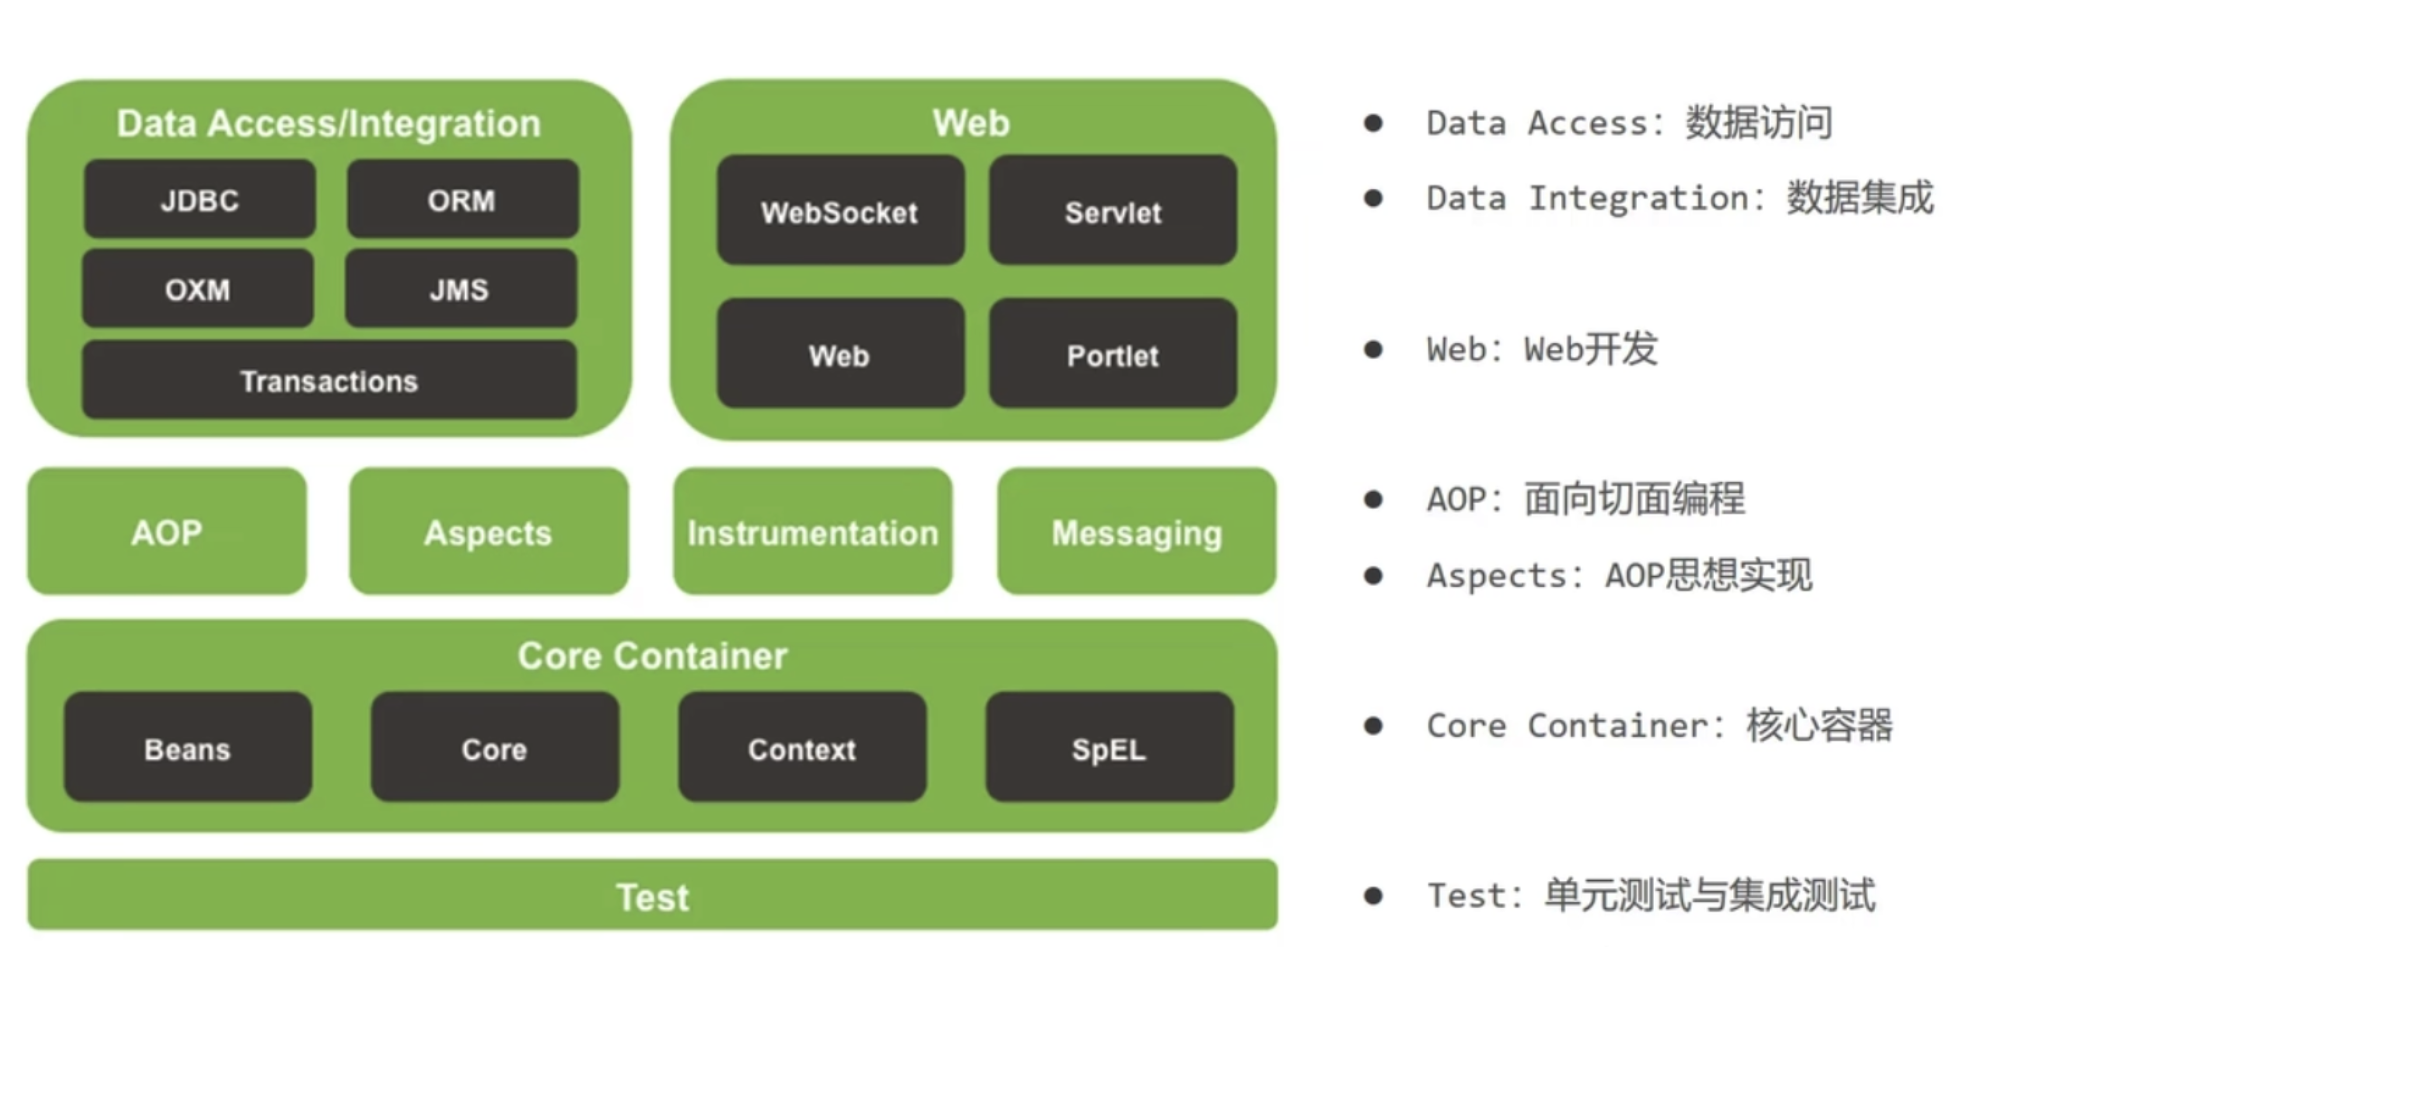 Data Access/Integration
JDBC
ORM
OXM
JMS
Transactions
Web
WebSocket
Servlet
Web
Portlet
AOP
Aspects
Instrumentation
Messaging
Core Container
Beans
Core
Context
SpEL
Test
● Data Access：数据访问
● Data Integration：数据集成
● Web：Web开发
● AOP：面向切面编程
● Aspects：AOP思想实现
● Core Container：核心容器
● Test：单元测试与集成测试